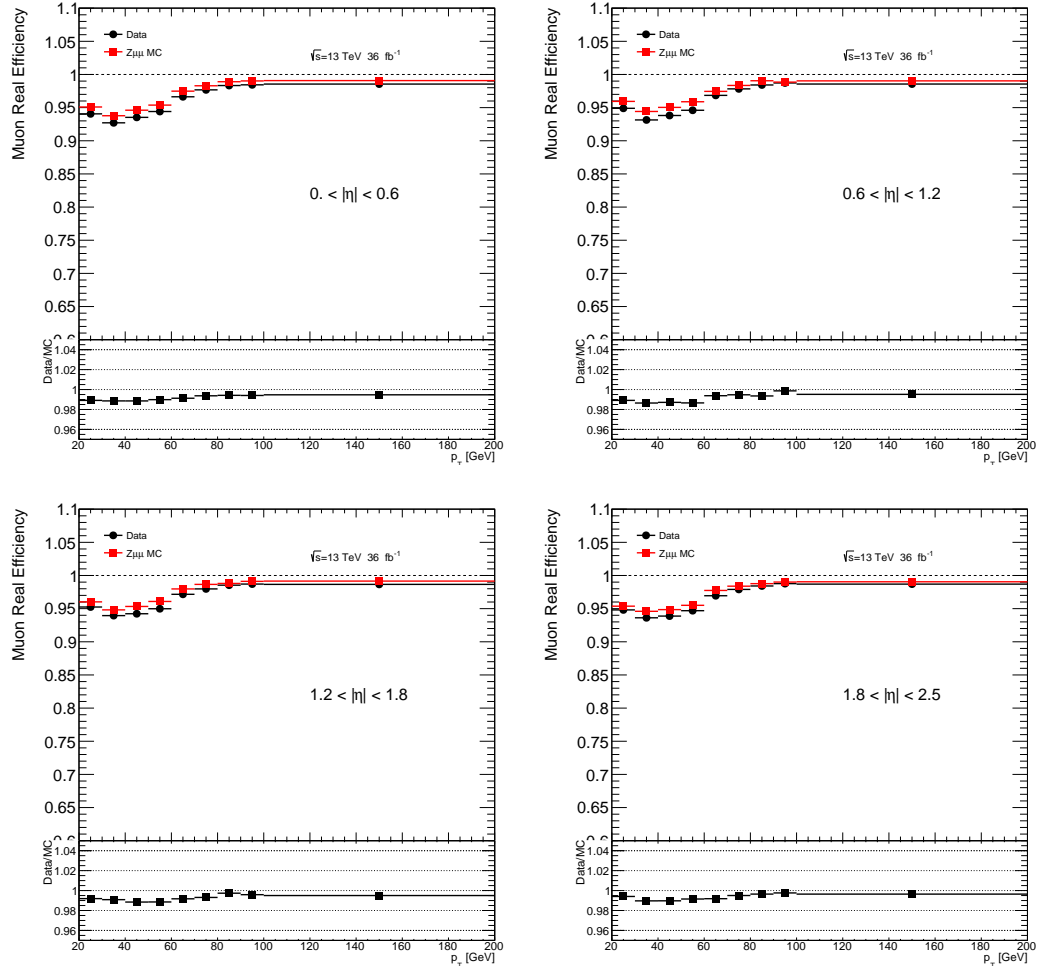 Muon Real Efficiency
1.1
1.05
1
0.95
0.9
0.85
0.8
0.75
0.7
0.65
0.6
Data
Zμμ MC
√s=13 TeV 36 fb⁻¹
0. < |η| < 0.6
Data/MC
1.04
1.02
1
0.98
0.96
20 40 60 80 100 120 140 160 180 200
p_T [GeV]
Muon Real Efficiency
1.1
1.05
1
0.95
0.9
0.85
0.8
0.75
0.7
0.65
0.6
Data
Zμμ MC
√s=13 TeV 36 fb⁻¹
0.6 < |η| < 1.2
Data/MC
1.04
1.02
1
0.98
0.96
20 40 60 80 100 120 140 160 180 200
p_T [GeV]
Muon Real Efficiency
1.1
1.05
1
0.95
0.9
0.85
0.8
0.75
0.7
0.65
0.6
Data
Zμμ MC
√s=13 TeV 36 fb⁻¹
1.2 < |η| < 1.8
Data/MC
1.04
1.02
1
0.98
0.96
20 40 60 80 100 120 140 160 180 200
p_T [GeV]
Muon Real Efficiency
1.1
1.05
1
0.95
0.9
0.85
0.8
0.75
0.7
0.65
0.6
Data
Zμμ MC
√s=13 TeV 36 fb⁻¹
1.8 < |η| < 2.5
Data/MC
1.04
1.02
1
0.98
0.96
20 40 60 80 100 120 140 160 180 200
p_T [GeV]